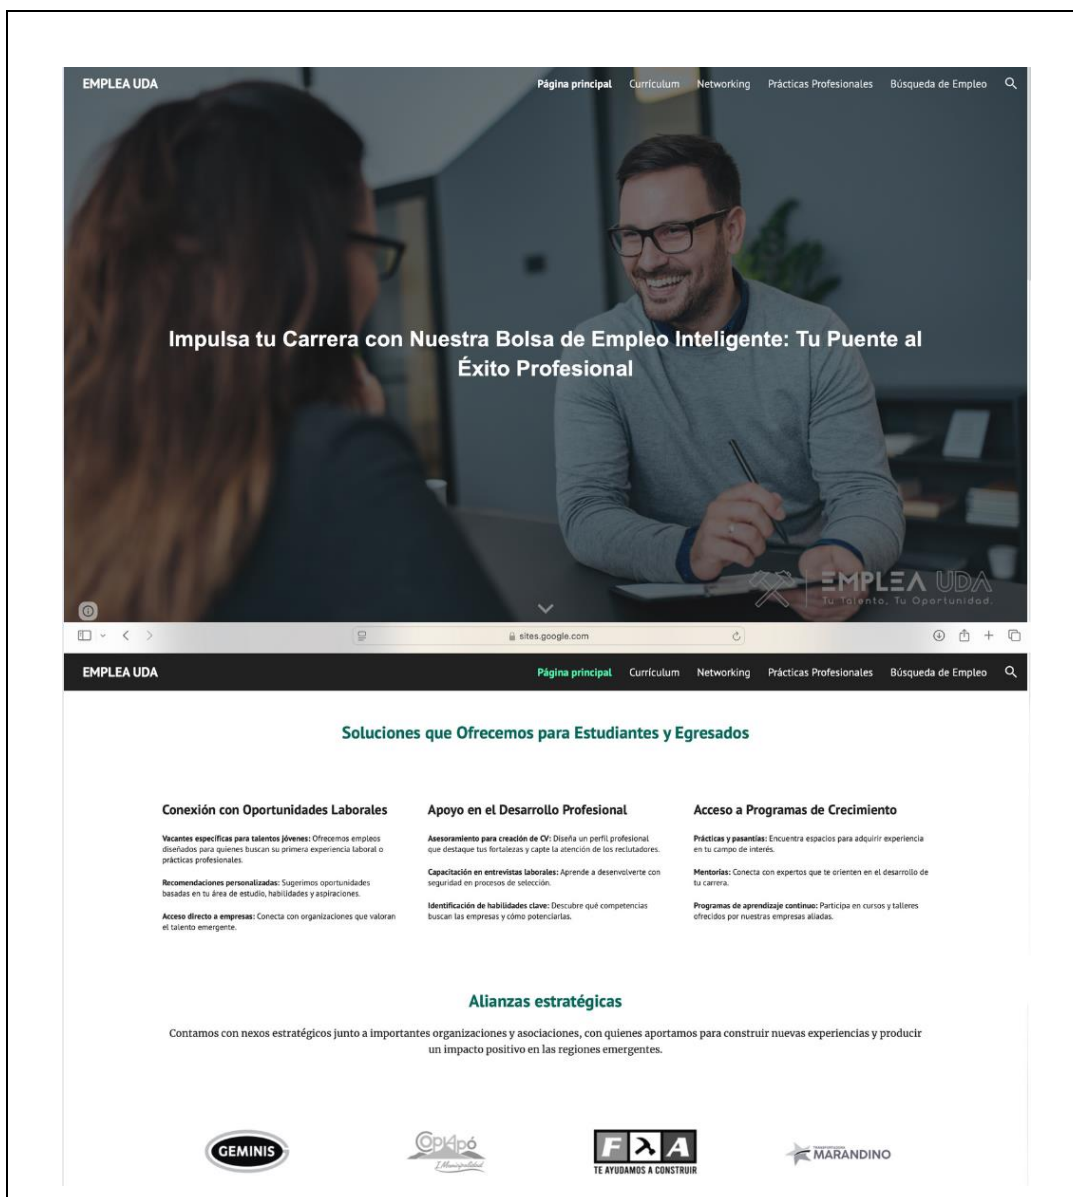 EMPLEA UDA
Página principal Currículum Networking Prácticas Profesionales Búsqueda de Empleo
Impulsa tu Carrera con Nuestra Bolsa de Empleo Inteligente: Tu Puente al
Éxito Profesional
EMPLEA UDA
Tu Talento, Tu Oportunidad.
sites.google.com
EMPLEA UDA
Página principal Currículum Networking Prácticas Profesionales Búsqueda de Empleo
Soluciones que Ofrecemos para Estudiantes y Egresados
Conexión con Oportunidades Laborales
Vacantes específicas para talentos jóvenes: Ofrecemos empleos
diseñados para quienes buscan su primera experiencia laboral o
prácticas profesionales.
Recomendaciones personalizadas: Sugerimos oportunidades
basadas en tu área de estudio, habilidades y aspiraciones.
Acceso directo a empresas: Conecta con organizaciones que valoran
el talento emergente.
Apoyo en el Desarrollo Profesional
Asesoramiento para creación de CV: Diseña un perfil profesional
que destaque tus fortalezas y capte la atención de los reclutadores.
Capacitación en entrevistas laborales: Aprende a desenvolverte con
seguridad en procesos de selección.
Identificación de habilidades clave: Descubre qué competencias
buscan las empresas y cómo potenciarlas.
Acceso a Programas de Crecimiento
Prácticas y pasantías: Encuentra espacios para adquirir experiencia
en tu campo de interés.
Mentorías: Conecta con expertos que te orienten en el desarrollo de
tu carrera.
Programas de aprendizaje continuo: Participa en cursos y talleres
ofrecidos por nuestras empresas aliadas.
Alianzas estratégicas
Contamos con nexos estratégicos junto a importantes organizaciones y asociaciones, con quienes aportamos para construir nuevas experiencias y producir
un impacto positivo en las regiones emergentes.
GEMINIS
COPIAPÓ
I. Municipalidad
F A
TE AYUDAMOS A CONSTRUIR
MARANDINO